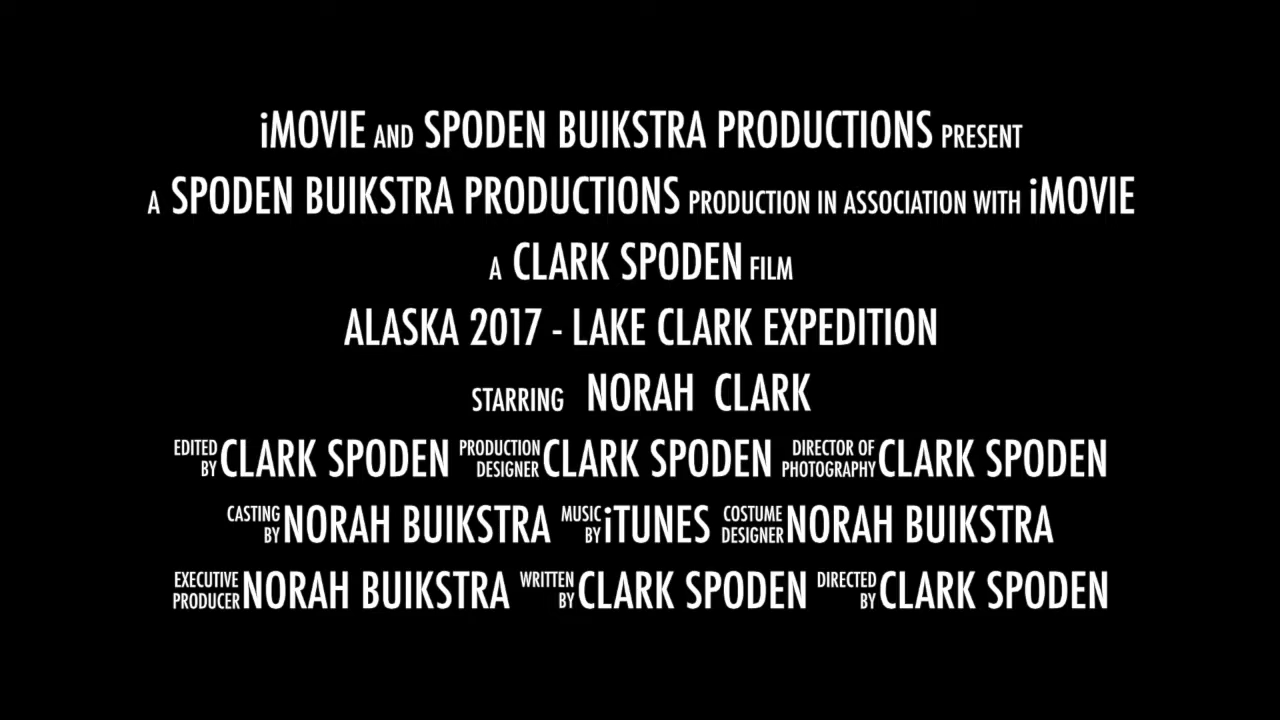 iMOVIE AND SPODEN BUIKSTRA PRODUCTIONS PRESENT
A SPODEN BUIKSTRA PRODUCTIONS PRODUCTION IN ASSOCIATION WITH iMOVIE
A CLARK SPODEN FILM
ALASKA 2017 - LAKE CLARK EXPEDITION
STARRING NORAH CLARK
EDITED BY CLARK SPODEN PRODUCTION DESIGNER CLARK SPODEN DIRECTOR OF PHOTOGRAPHY CLARK SPODEN
CASTING BY NORAH BUIKSTRA MUSIC BY iTUNES COSTUME DESIGNER NORAH BUIKSTRA
EXECUTIVE PRODUCER NORAH BUIKSTRA WRITTEN BY CLARK SPODEN DIRECTED BY CLARK SPODEN